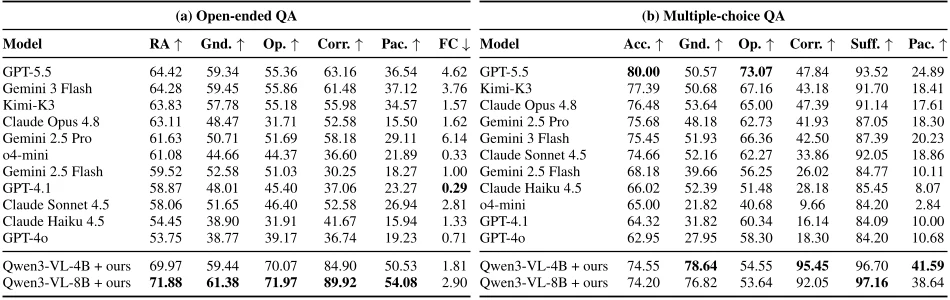 (a) Open-ended QA
Model RA ↑ Gnd. ↑ Op. ↑ Corr. ↑ Pac. ↑ FC ↓
GPT-5.5 64.42 59.34 55.36 63.16 36.54 4.62
Gemini 3 Flash 64.28 59.45 55.86 61.48 37.12 3.76
Kimi-K3 63.83 57.78 55.18 55.98 34.57 1.57
Claude Opus 4.8 63.11 48.47 31.71 52.58 15.50 1.62
Gemini 2.5 Pro 61.63 50.71 51.69 58.18 29.11 6.14
o4-mini 61.08 44.66 44.37 36.60 21.89 0.33
Gemini 2.5 Flash 59.52 52.58 51.03 30.25 18.27 1.00
GPT-4.1 58.87 48.01 45.40 37.06 23.27 0.29
Claude Sonnet 4.5 58.06 51.65 46.40 52.58 26.94 2.81
Claude Haiku 4.5 54.45 38.90 31.91 41.67 15.94 1.33
GPT-4o 53.75 38.77 39.17 36.74 19.23 0.71
Qwen3-VL-4B + ours 69.97 59.44 70.07 84.90 50.53 1.81
Qwen3-VL-8B + ours 71.88 61.38 71.97 89.92 54.08 2.90
(b) Multiple-choice QA
Model Acc. ↑ Gnd. ↑ Op. ↑ Corr. ↑ Suff. ↑ Pac. ↑
GPT-5.5 80.00 50.57 73.07 47.84 93.52 24.89
Kimi-K3 77.39 50.68 67.16 43.18 91.70 18.41
Claude Opus 4.8 76.48 53.64 65.00 47.39 91.14 17.61
Gemini 2.5 Pro 75.68 48.18 62.73 41.93 87.05 18.30
Gemini 3 Flash 75.45 51.93 66.36 42.50 87.39 20.23
Claude Sonnet 4.5 74.66 52.16 62.27 33.86 92.05 18.86
Gemini 2.5 Flash 68.18 39.66 56.25 26.02 84.77 10.11
Claude Haiku 4.5 66.02 52.39 51.48 28.18 85.45 8.07
o4-mini 65.00 21.82 40.68 9.66 84.20 2.84
GPT-4.1 64.32 31.82 60.34 16.14 84.09 10.00
GPT-4o 62.95 27.95 58.30 18.30 84.20 10.68
Qwen3-VL-4B + ours 74.55 78.64 54.55 95.45 96.70 41.59
Qwen3-VL-8B + ours 74.20 76.82 53.64 92.05 97.16 38.64